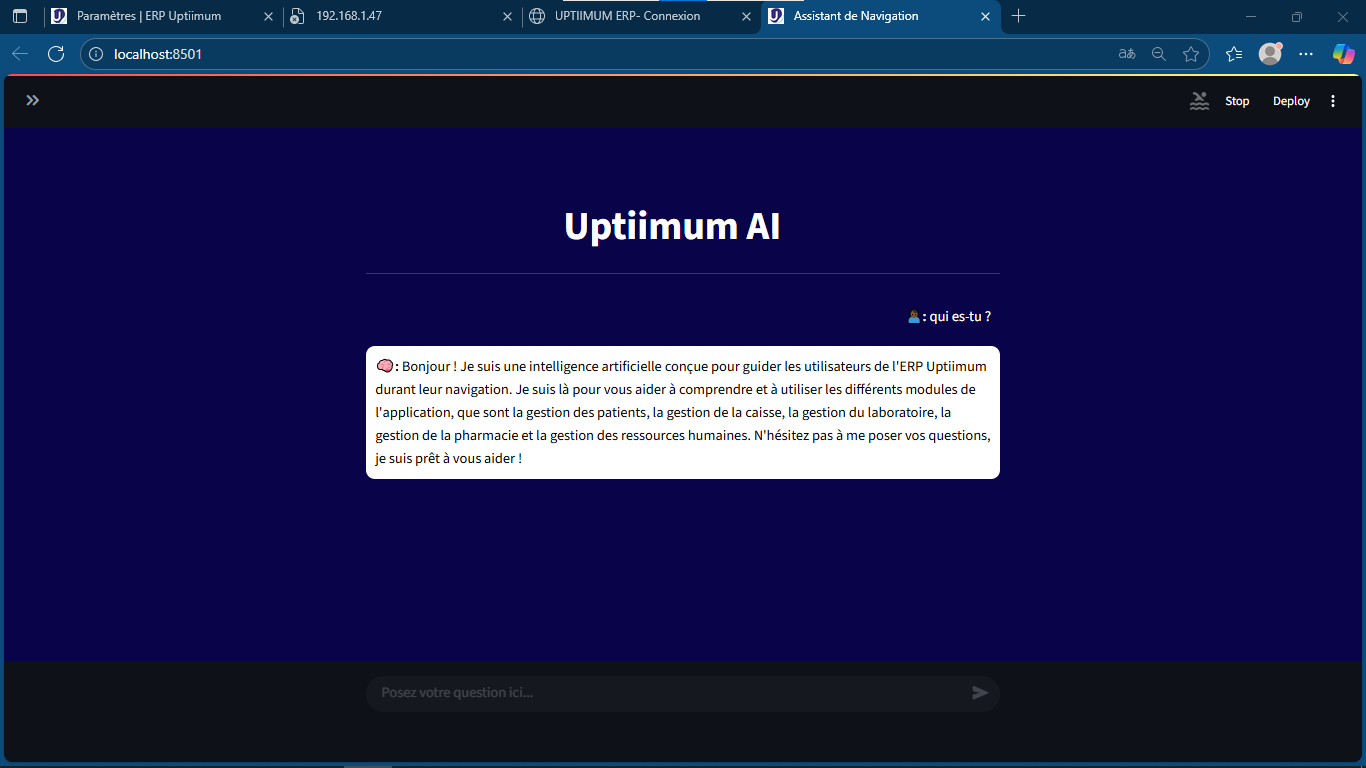 Paramètres | ERP Uptiimum
192.168.1.47
UPTIIMUM ERP- Connexion
Assistant de Navigation
localhost:8501
Stop
Deploy
Uptiimum AI
: qui es-tu ?
: Bonjour ! Je suis une intelligence artificielle conçue pour guider les utilisateurs de l'ERP Uptiimum
durant leur navigation. Je suis là pour vous aider à comprendre et à utiliser les différents modules de
l'application, que sont la gestion des patients, la gestion de la caisse, la gestion du laboratoire, la
gestion de la pharmacie et la gestion des ressources humaines. N'hésitez pas à me poser vos questions,
je suis prêt à vous aider !
Posez votre question ici...